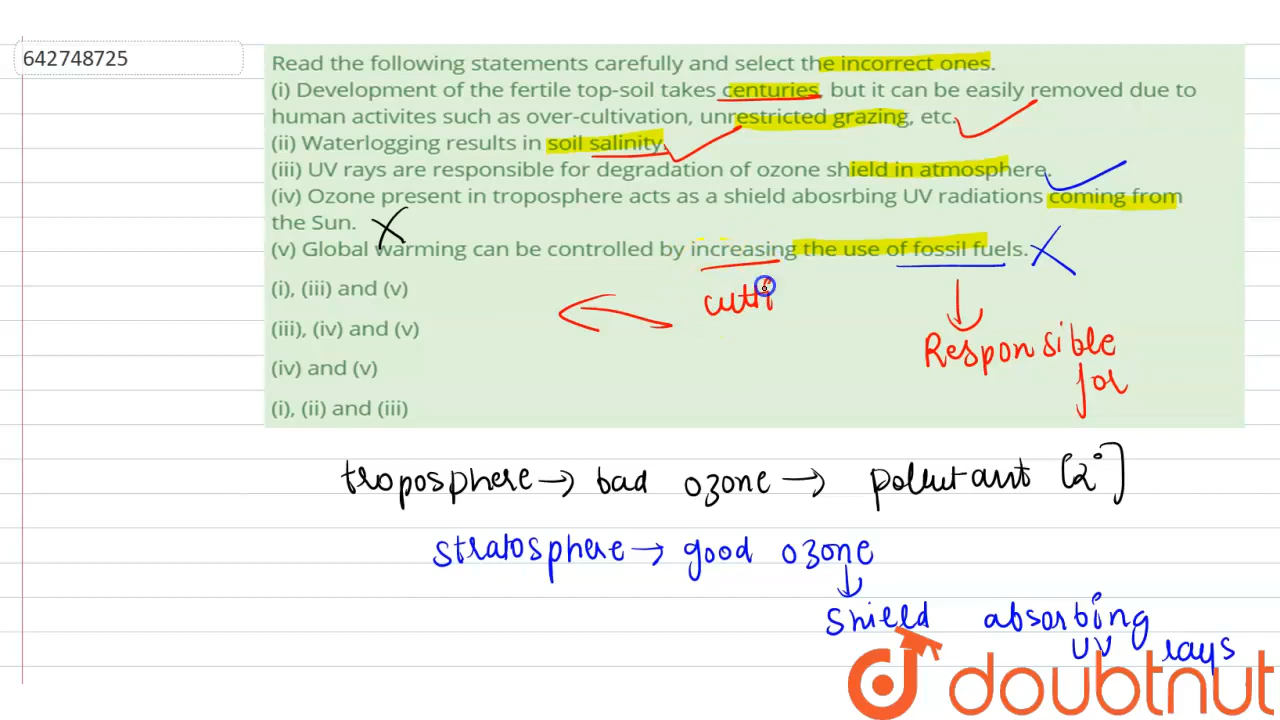 642748725
Read the following statements carefully and select the incorrect ones.
(i) Development of the fertile top-soil takes centuries, but it can be easily removed due to
human activites such as over-cultivation, unrestricted grazing, etc.
(ii) Waterlogging results in soil salinity.
(iii) UV rays are responsible for degradation of ozone shield in atmosphere.
(iv) Ozone present in troposphere acts as a shield abosrbing UV radiations coming from
the Sun.
(v) Global warming can be controlled by increasing the use of fossil fuels.
(i), (iii) and (v)
(iii), (iv) and (v)
(iv) and (v)
(i), (ii) and (iii)
Responsible
for
troposphere → bad ozone → pollutant [2°]
stratosphere → good ozone
shield absorbing
UV rays
doubtnut